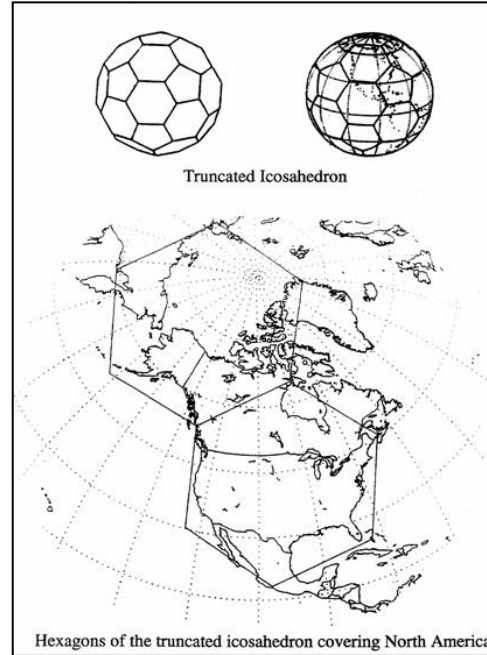 Truncated Icosahedron
Hexagons of the truncated icosahedron covering North America